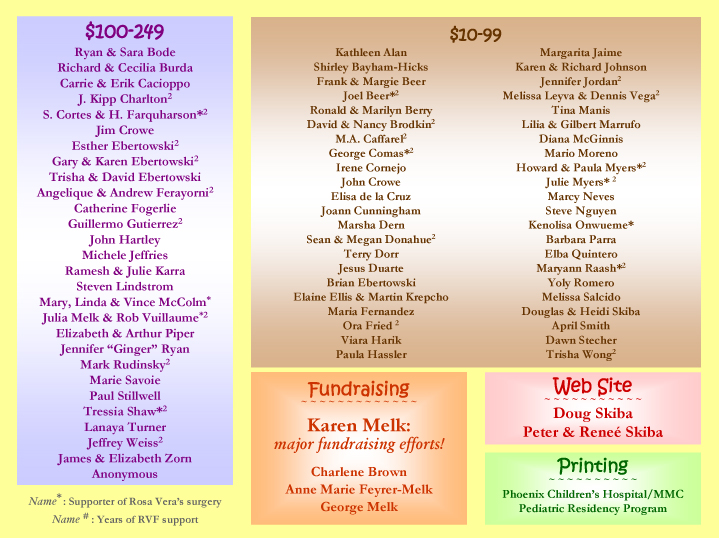 $100-249
Ryan & Sara Bode
Richard & Cecilia Burda
Carrie & Erik Cacioppo
J. Kipp Charlton²
S. Cortes & H. Farquharson*²
Jim Crowe
Esther Ebertowski²
Gary & Karen Ebertowski²
Trisha & David Ebertowski
Angelique & Andrew Ferayorni²
Catherine Fogerlie
Guillermo Gutierrez²
John Hartley
Michele Jeffries
Ramesh & Julie Karra
Steven Lindstrom
Mary, Linda & Vince McColm*
Julia Melk & Rob Vuillaume*²
Elizabeth & Arthur Piper
Jennifer “Ginger” Ryan
Mark Rudinsky²
Marie Savoie
Paul Stillwell
Tressia Shaw*²
Lanaya Turner
Jeffrey Weiss²
James & Elizabeth Zorn
Anonymous
Name* : Supporter of Rosa Vera’s surgery
Name # : Years of RVF support
$10-99
Kathleen Alan
Shirley Bayham-Hicks
Frank & Margie Beer
Joel Beer*²
Ronald & Marilyn Berry
David & Nancy Brodkin²
M.A. Caffarel²
George Comas*²
Irene Cornejo
John Crowe
Elisa de la Cruz
Joann Cunningham
Marsha Dern
Sean & Megan Donahue²
Terry Dorr
Jesus Duarte
Brian Ebertowski
Elaine Ellis & Martin Krepcho
Maria Fernandez
Ora Fried ²
Viara Harik
Paula Hassler
Margarita Jaime
Karen & Richard Johnson
Jennifer Jordan²
Melissa Leyva & Dennis Vega²
Tina Manis
Lilia & Gilbert Marrufo
Diana McGinnis
Mario Moreno
Howard & Paula Myers*²
Julie Myers* ²
Marcy Neves
Steve Nguyen
Kenolisa Onwueme*
Barbara Parra
Elba Quintero
Maryann Raash*²
Yoly Romero
Melissa Salcido
Douglas & Heidi Skiba
April Smith
Dawn Stecher
Trisha Wong²
Fundraising
~ ~ ~ ~ ~ ~ ~ ~ ~ ~ ~ ~ ~
Karen Melk:
major fundraising efforts!
Charlene Brown
Anne Marie Feyrer-Melk
George Melk
Web Site
~ ~ ~ ~ ~ ~ ~ ~ ~ ~ ~
Doug Skiba
Peter & Reneé Skiba
Printing
~ ~ ~ ~ ~ ~ ~ ~ ~ ~
Phoenix Children’s Hospital/MMC
Pediatric Residency Program